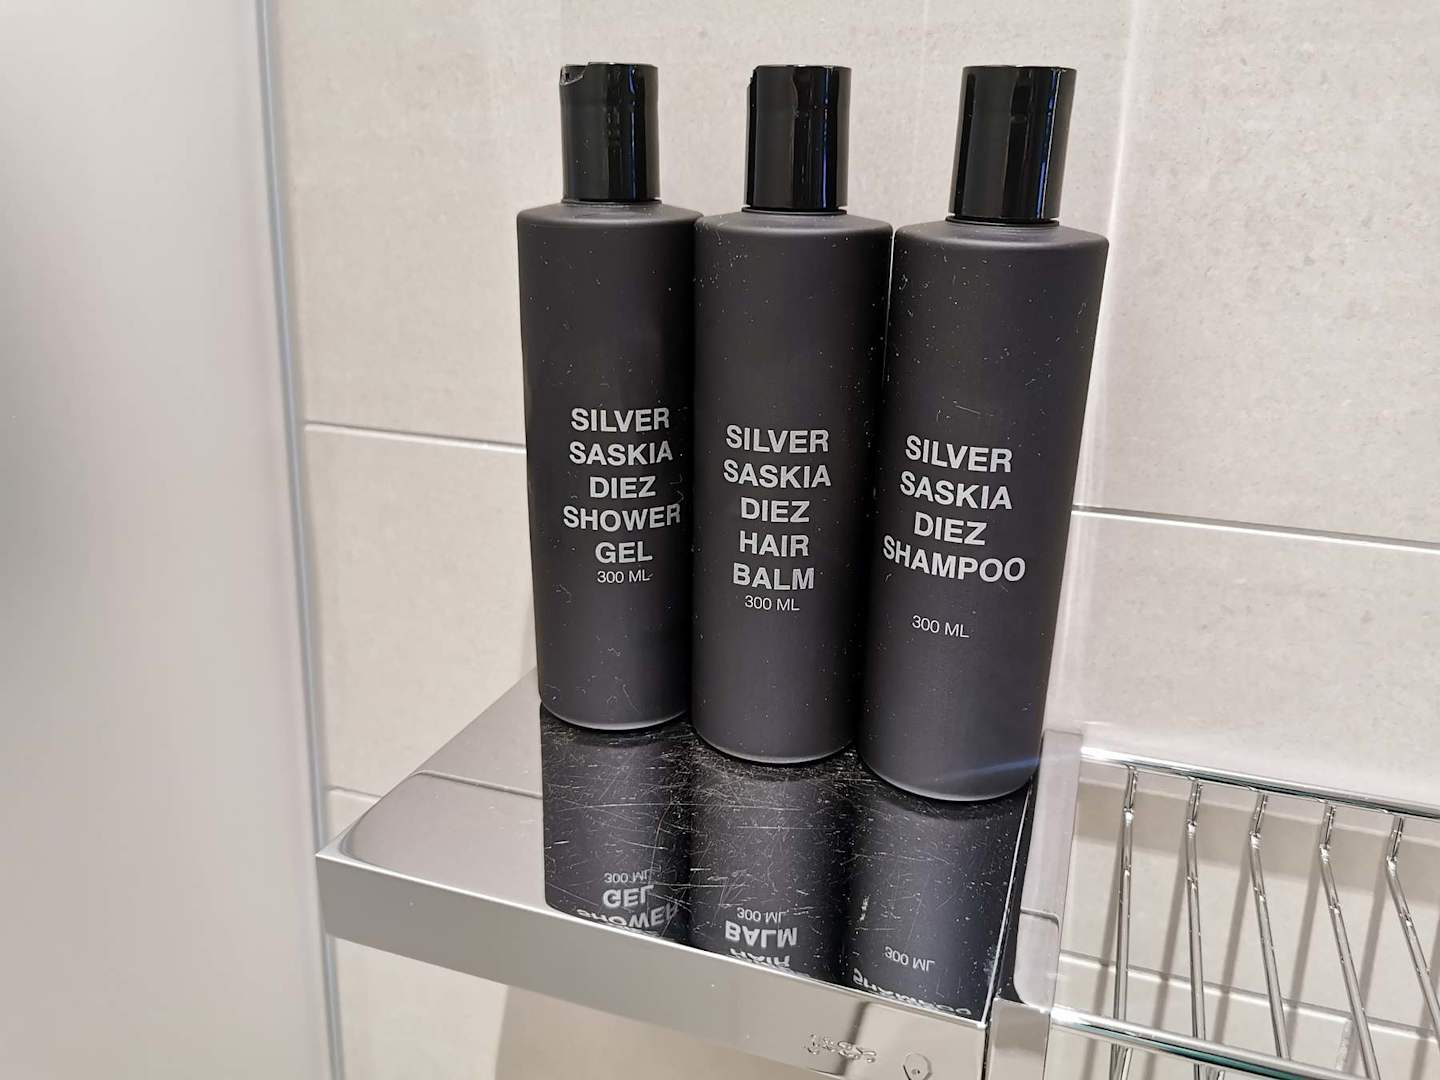 SILVER
SASKIA
DIEZ
SHOWER
GEL
300 ML
SILVER
SASKIA
DIEZ
HAIR
BALM
300 ML
SILVER
SASKIA
DIEZ
SHAMPOO
300 ML